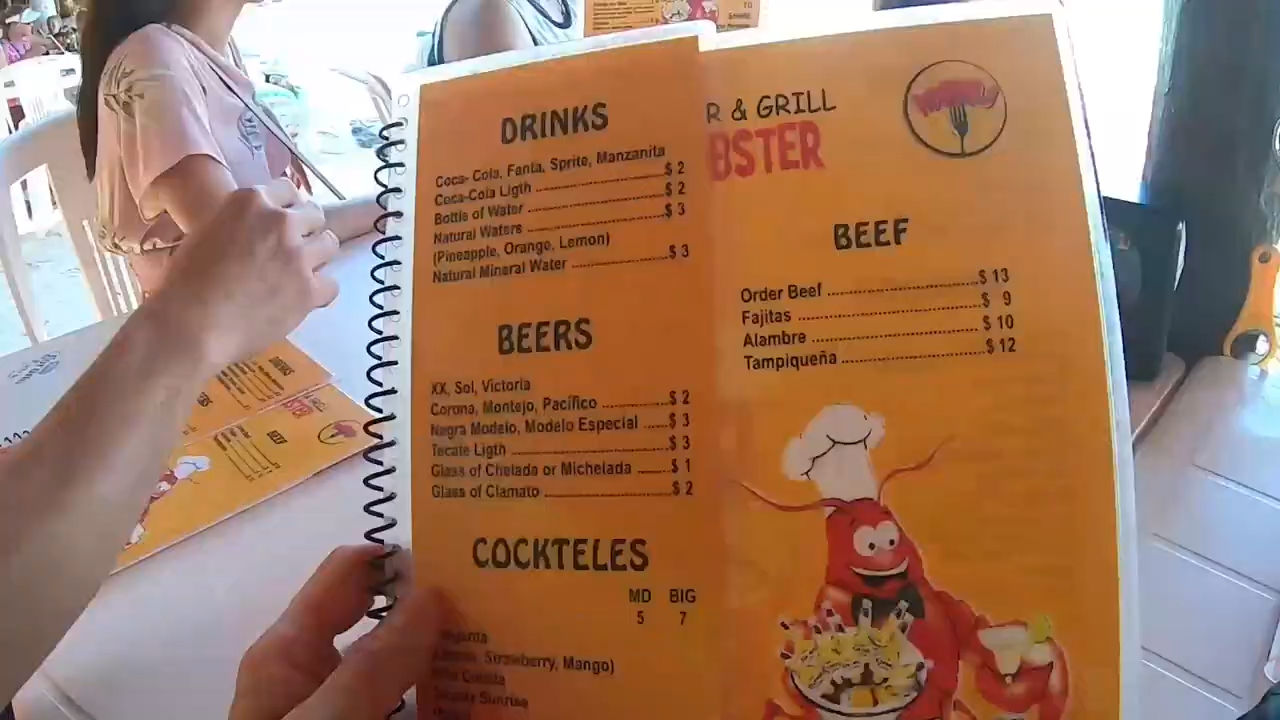 DRINKS
Coca- Cola, Fanta, Sprite, Manzanita
Coca-Cola Ligth ........ $ 2
Bottle of Water ........ $ 2
Natural Waters ........ $ 3
(Pineapple, Orange, Lemon)
Natural Mineral Water ........ $ 3
BEERS
XX, Sol, Victoria
Corona, Montejo, Pacífico ........ $ 2
Negra Modelo, Modelo Especial ..... $ 3
Tecate Ligth ........ $ 3
Glass of Chelada or Michelada ....... $ 1
Glass of Clamato ........ $ 2
COCKTELES
MD BIG
5 7
Strawberry, Mango)
Sunrise
R & GRILL
BSTER
BEEF
Order Beef ........ $ 13
Fajitas ........ $ 9
Alambre ........ $ 10
Tampiqueña ........ $ 12
DRINKS
BSTER
BEEF